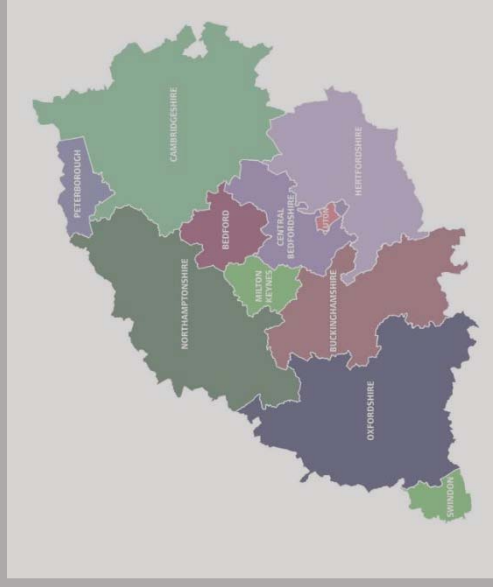 CAMBRIDGESHIRE
PETERBOROUGH
HERTFORDSHIRE
BEDFORD
CENTRAL
BEDFORDSHIRE
LUTON
NORTHAMPTONSHIRE
MILTON
KEYNES
BUCKINGHAMSHIRE
OXFORDSHIRE
SWINDON